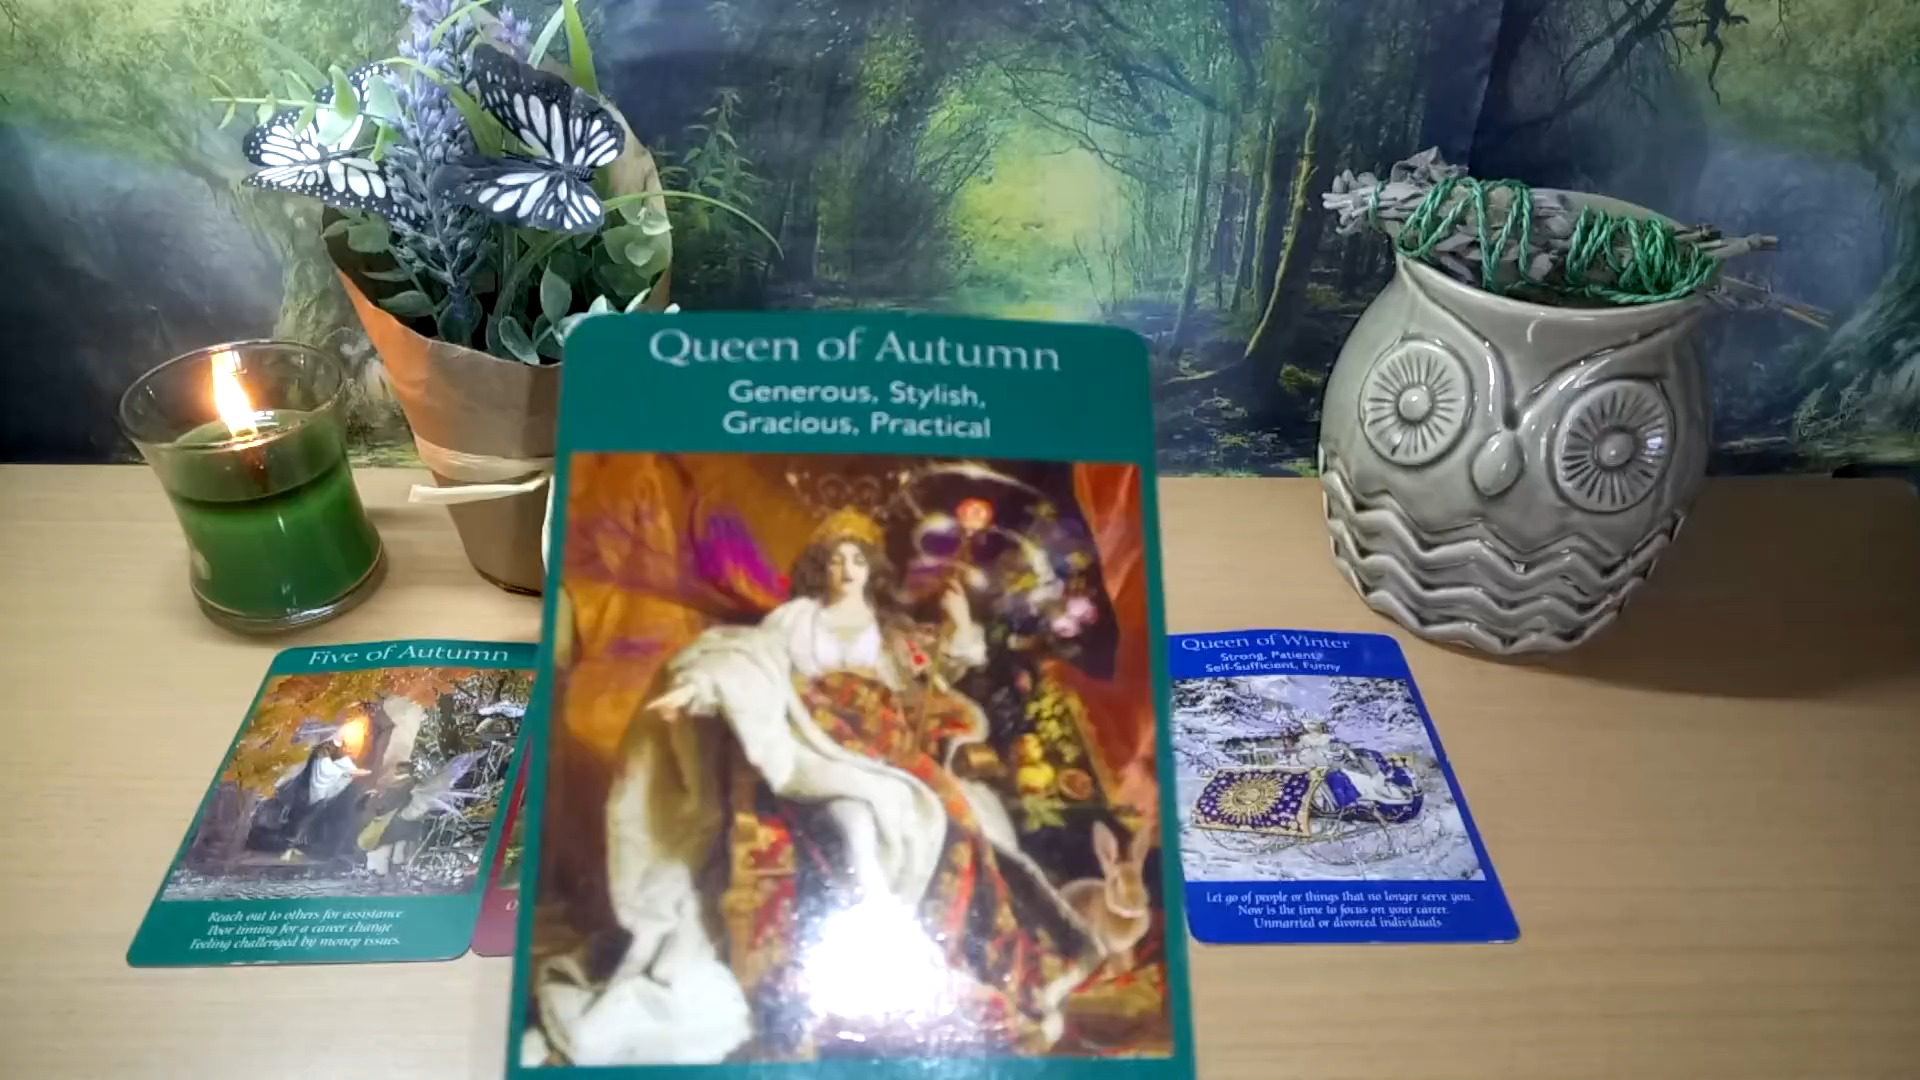 Queen of Autumn
Generous, Stylish,
Gracious, Practical
Five of Autumn
Reach out to others for assistance
Poor timing for a career change
Feeling challenged by money issues.
Queen of Winter
Strong, Patient,
Self-Sufficient, Funny
Let go of people or things that no longer serve you.
Now is the time to focus on your career.
Unmarried or divorced individuals.